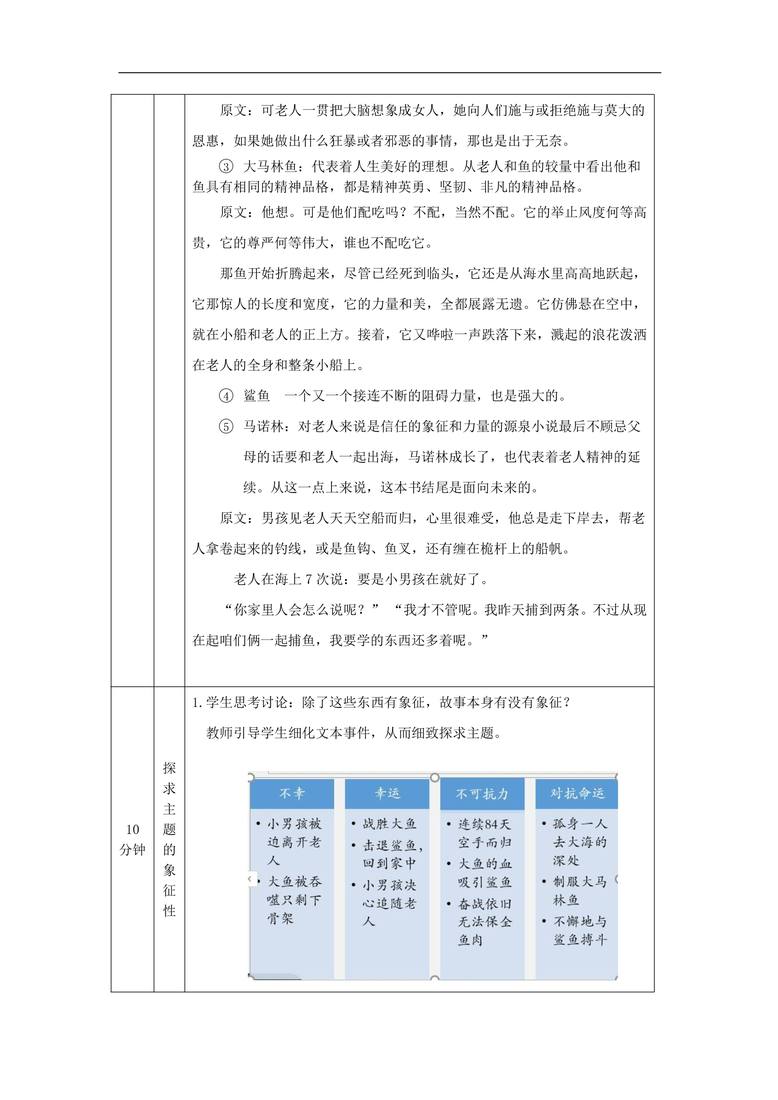 原文：可老人一贯把大脑想象成女人，她向人们施与或拒绝施与莫大的
恩惠，如果她做出什么狂暴或者邪恶的事情，那也是出于无奈。
③ 大马林鱼：代表着人生美好的理想。从老人和鱼的较量中看出他和
鱼具有相同的精神品格，都是精神英勇、坚韧、非凡的精神品格。
原文：他想。可是他们配吃吗？不配，当然不配。它的举止风度何等高
贵，它的尊严何等伟大，谁也不配吃它。
那鱼开始折腾起来，尽管已经死到临头，它还是从海水里高高地跃起，
它那惊人的长度和宽度，它的力量和美，全都展露无遗。它仿佛悬在空中，
就在小船和老人的正上方。接着，它又哗啦一声跌落下来，溅起的浪花泼洒
在老人的全身和整条小船上。
④ 鲨鱼 一个又一个接连不断的阻碍力量，也是强大的。
⑤ 马诺林：对老人来说是信任的象征和力量的源泉小说最后不顾忌父
母的话要和老人一起出海，马诺林成长了，也代表着老人精神的延
续。从这一点上来说，这本书结尾是面向未来的。
原文：男孩见老人天天空船而归，心里很难受，他总是走下岸去，帮老
人拿卷起来的钓线，或是鱼钩、鱼叉，还有缠在桅杆上的船帆。
老人在海上 7 次说：要是小男孩在就好了。
“你家里人会怎么说呢？” “我才不管呢。我昨天捕到两条。不过从现
在起咱们俩一起捕鱼，我要学的东西还多着呢。”
10
分钟
探
求
主
题
的
象
征
性
1.学生思考讨论：除了这些东西有象征，故事本身有没有象征？
教师引导学生细化文本事件，从而细致探求主题。
不幸
• 小男孩被
迫离开老
人
• 大鱼被吞
噬只剩下
骨架
幸运
• 战胜大鱼
• 击退鲨鱼，
回到家中
• 小男孩决
心追随老
人
不可抗力
• 连续84天
空手而归
• 大鱼的血
吸引鲨鱼
• 奋战依旧
无法保全
鱼肉
对抗命运
• 孤身一人
去大海的
深处
• 制服大马
林鱼
• 不懈地与
鲨鱼搏斗